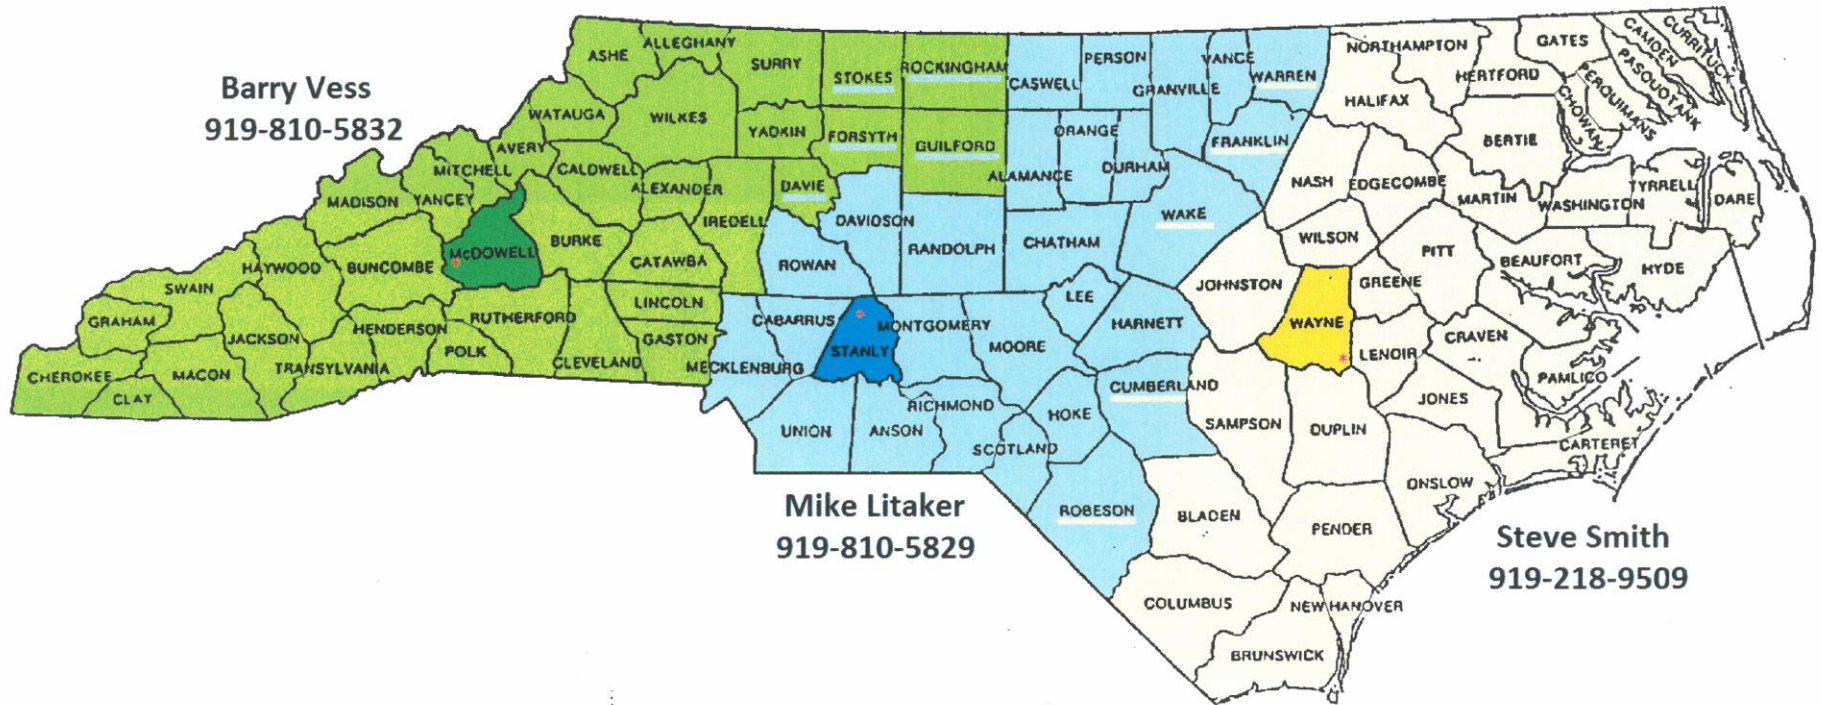 Barry Vess
919-810-5832
ASHE
ALLEGHANY
SURRY
STOKES
ROCKINGHAM
CASWELL
PERSON
GRANVILLE
VANCE
WARREN
NORTHAMPTON
GATES
CAMDEN
CURRITUCK
PASQUOTANK
PERQUIMANS
CHOWAN
HERTFORD
HALIFAX
BERTIE
WATAUGA
WILKES
YADKIN
FORSYTH
GUILFORD
ALAMANCE
ORANGE
DURHAM
FRANKLIN
NASH
EDGECOMBE
MARTIN
WASHINGTON
TYRRELL
DARE
AVERY
MITCHELL
CALDWELL
ALEXANDER
IREDELL
DAVIE
DAVIDSON
RANDOLPH
CHATHAM
WAKE
WILSON
PITT
BEAUFORT
HYDE
MADISON
YANCEY
McDOWELL
BURKE
CATAWBA
ROWAN
JOHNSTON
GREENE
SWAIN
HAYWOOD
BUNCOMBE
LINCOLN
CABARRUS
STANLY
MONTGOMERY
LEE
HARNETT
WAYNE
LENOIR
CRAVEN
PAMLICO
GRAHAM
JACKSON
HENDERSON
RUTHERFORD
GASTON
MOORE
CHEROKEE
CLAY
MACON
TRANSYLVANIA
POLK
CLEVELAND
MECKLENBURG
UNION
ANSON
RICHMOND
SCOTLAND
HOKE
CUMBERLAND
SAMPSON
DUPLIN
JONES
CARTERET
ONSLOW
ROBESON
BLADEN
PENDER
COLUMBUS
NEW HANOVER
BRUNSWICK
Mike Litaker
919-810-5829
Steve Smith
919-218-9509